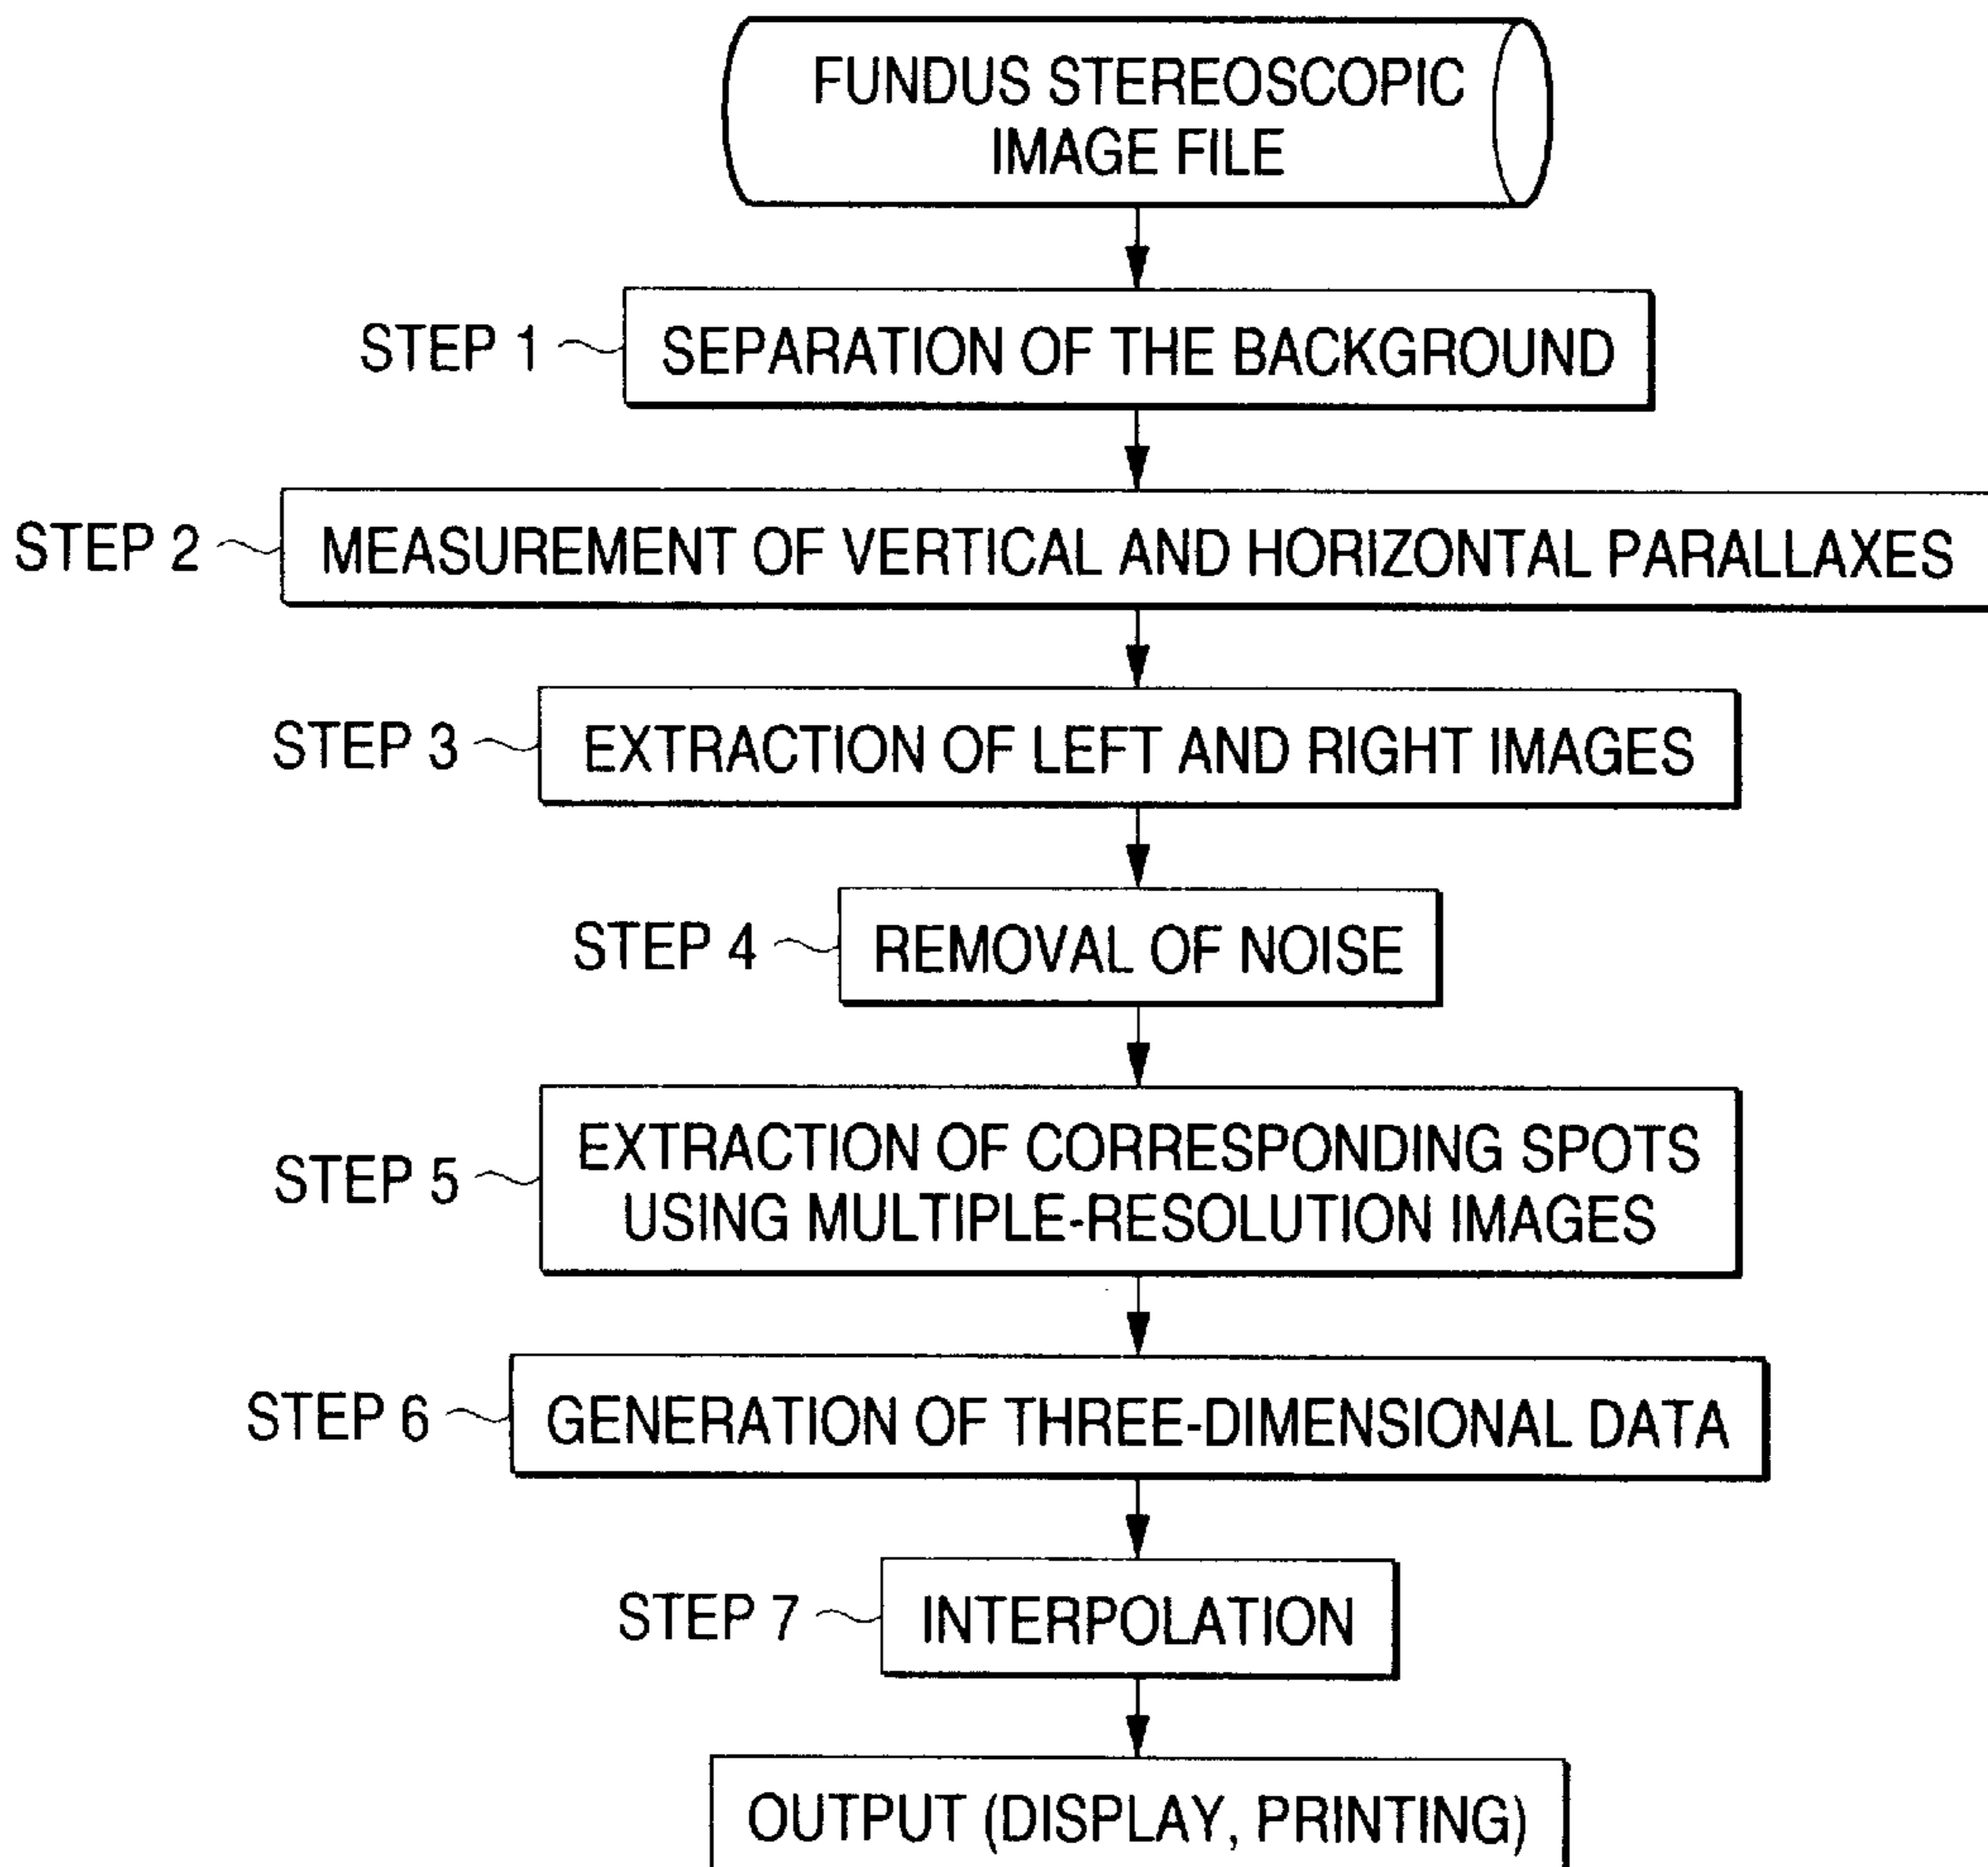 FUNDUS STEREOSCOPIC
IMAGE FILE
STEP 1
SEPARATION OF THE BACKGROUND
STEP 2
MEASUREMENT OF VERTICAL AND HORIZONTAL PARALLAXES
STEP 3
EXTRACTION OF LEFT AND RIGHT IMAGES
STEP 4
REMOVAL OF NOISE
STEP 5
EXTRACTION OF CORRESPONDING SPOTS
USING MULTIPLE-RESOLUTION IMAGES
STEP 6
GENERATION OF THREE-DIMENSIONAL DATA
STEP 7
INTERPOLATION
OUTPUT (DISPLAY, PRINTING)